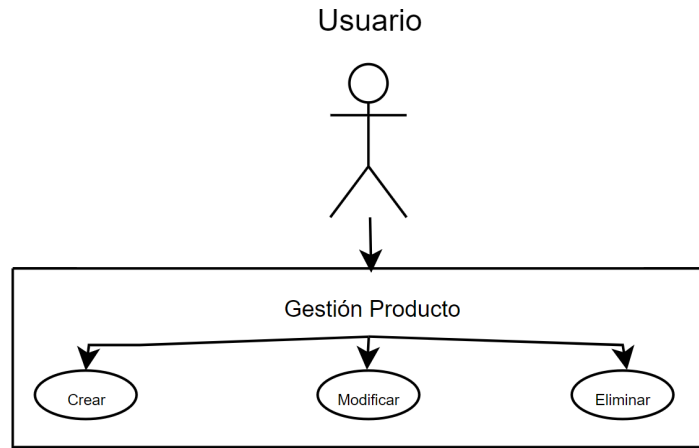 Usuario
Gestión Producto
Crear
Modificar
Eliminar